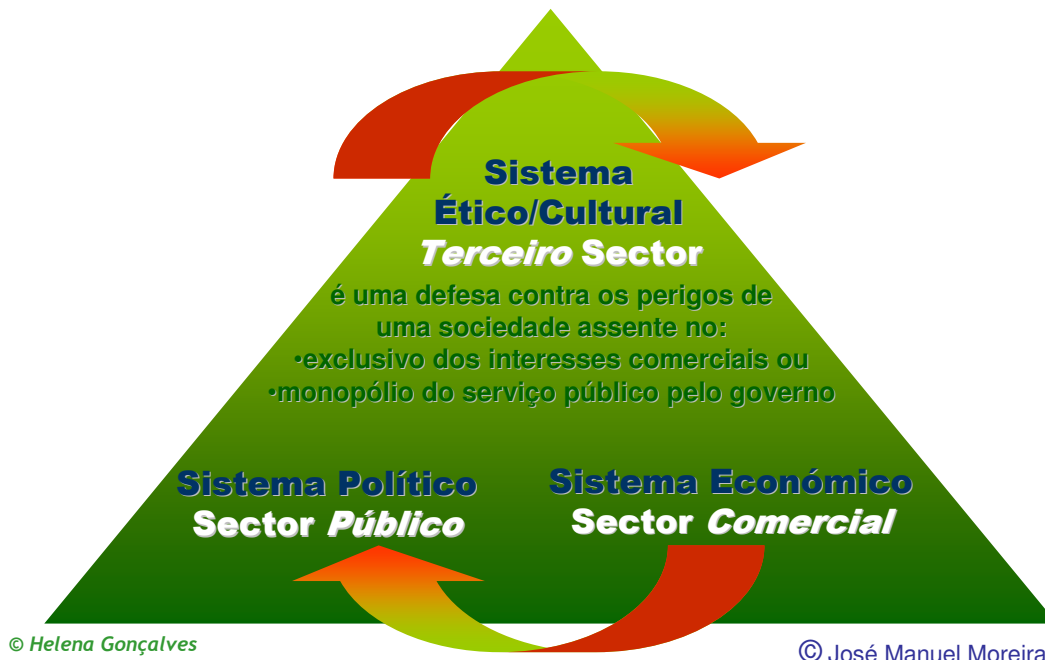 Sistema
Ético/Cultural
Terceiro Sector
é uma defesa contra os perigos de
uma sociedade assente no:
•exclusivo dos interesses comerciais ou
•monopólio do serviço público pelo governo
Sistema Político
Sector Público
Sistema Económico
Sector Comercial
© Helena Gonçalves
© José Manuel Moreira